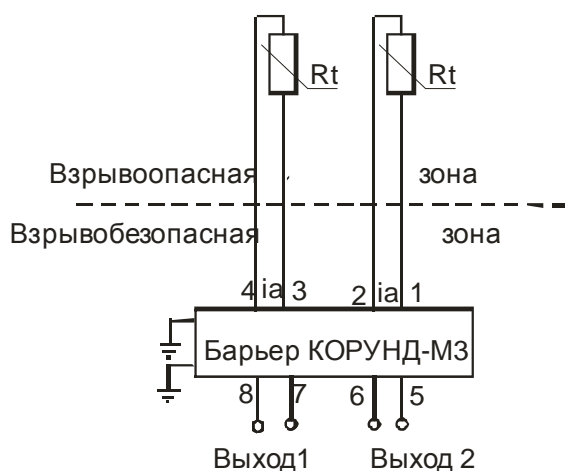 Rt Rt
Взрывоопасная зона
Взрывобезопасная зона
4 ia 3 2 ia 1
Барьер КОРУНД-М3
8 7 6 5
Выход1 Выход 2